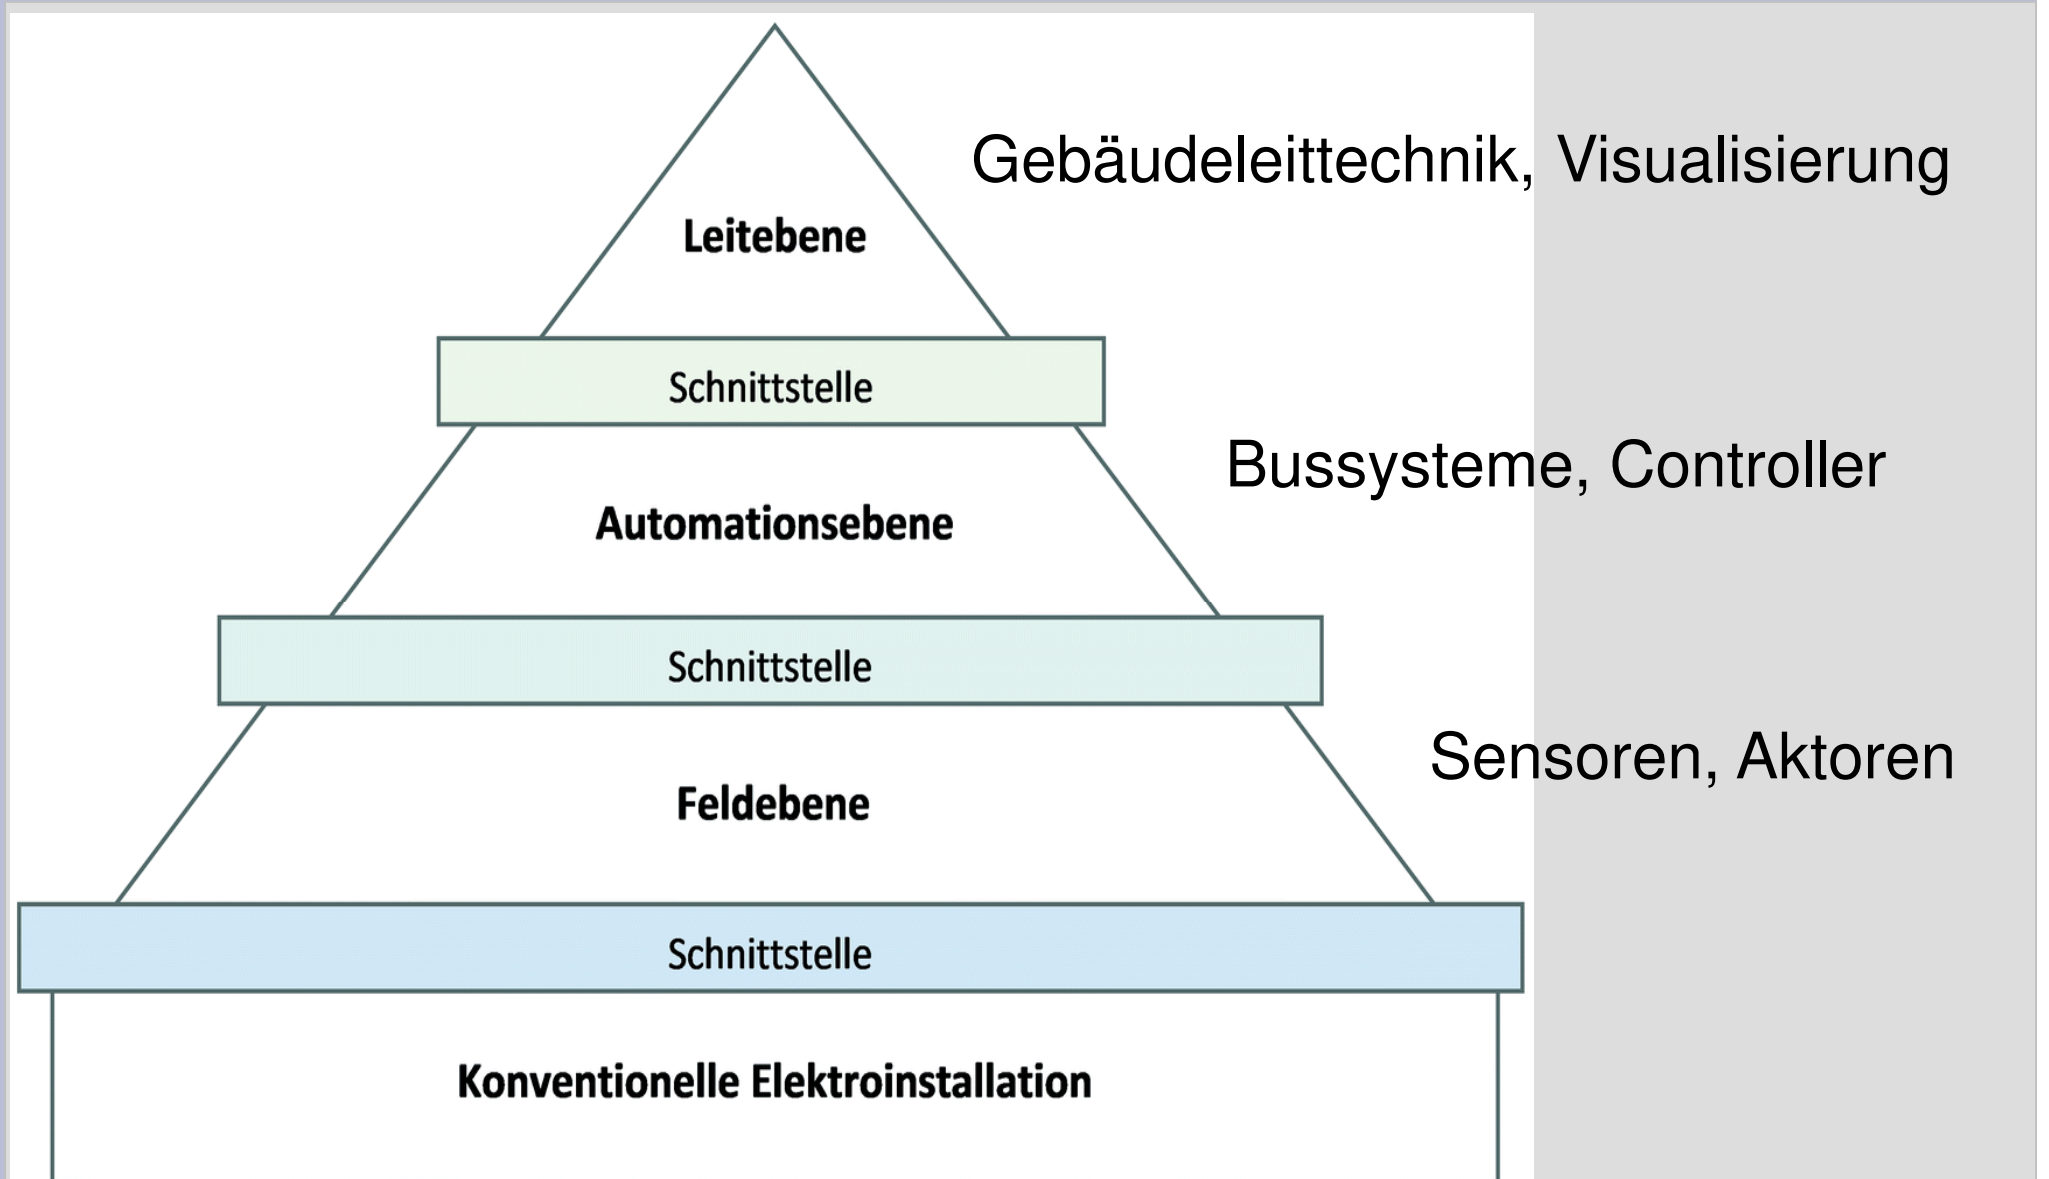 Gebäudeleittechnik, Visualisierung
Leitebene
Schnittstelle
Bussysteme, Controller
Automationsebene
Schnittstelle
Sensoren, Aktoren
Feldebene
Schnittstelle
Konventionelle Elektroinstallation